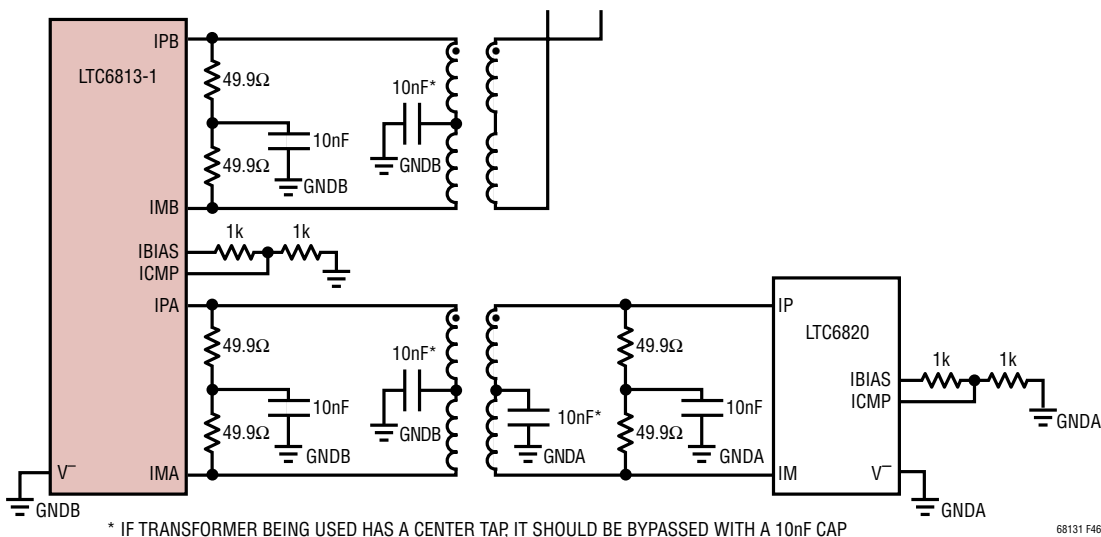 IPB
LTC6813-1
49.9Ω
10nF*
10nF
49.9Ω
GNDB
GNDB
IMB
1k 1k
IBIAS
ICMP
IPA
IP
LTC6820
49.9Ω
49.9Ω
10nF*
1k 1k
IBIAS
10nF
10nF*
10nF
ICMP
GNDA
49.9Ω
GNDB
49.9Ω
GNDB
GNDA
GNDA
V− IMA
IM V−
GNDB
GNDA
* IF TRANSFORMER BEING USED HAS A CENTER TAP, IT SHOULD BE BYPASSED WITH A 10nF CAP
68131 F46